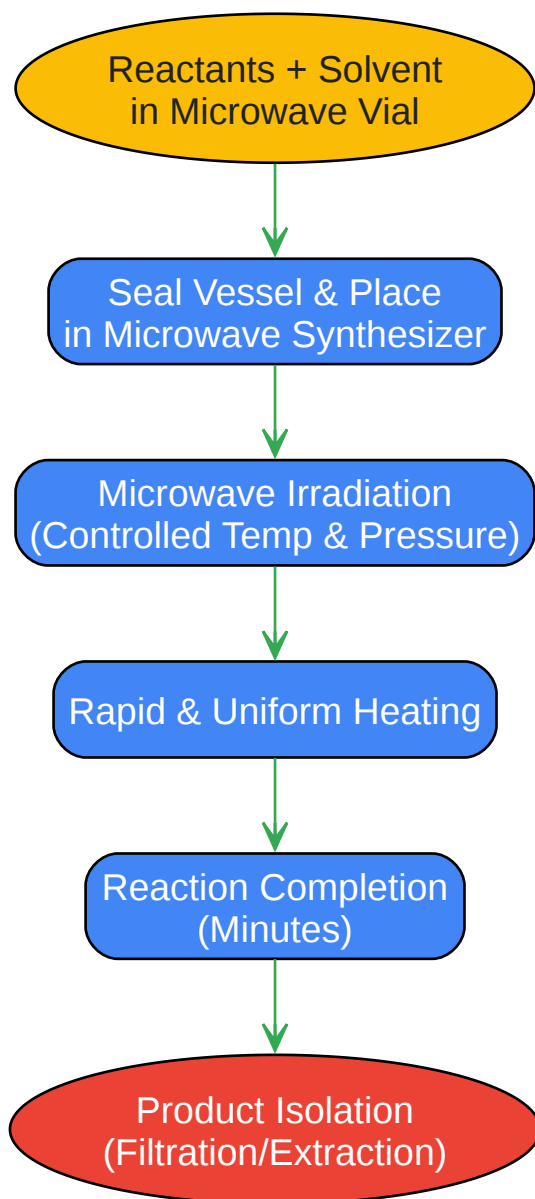 Reactants + Solvent
in Microwave Vial
Seal Vessel & Place
in Microwave Synthesizer
Microwave Irradiation
(Controlled Temp & Pressure)
Rapid & Uniform Heating
Reaction Completion
(Minutes)
Product Isolation
(Filtration/Extraction)